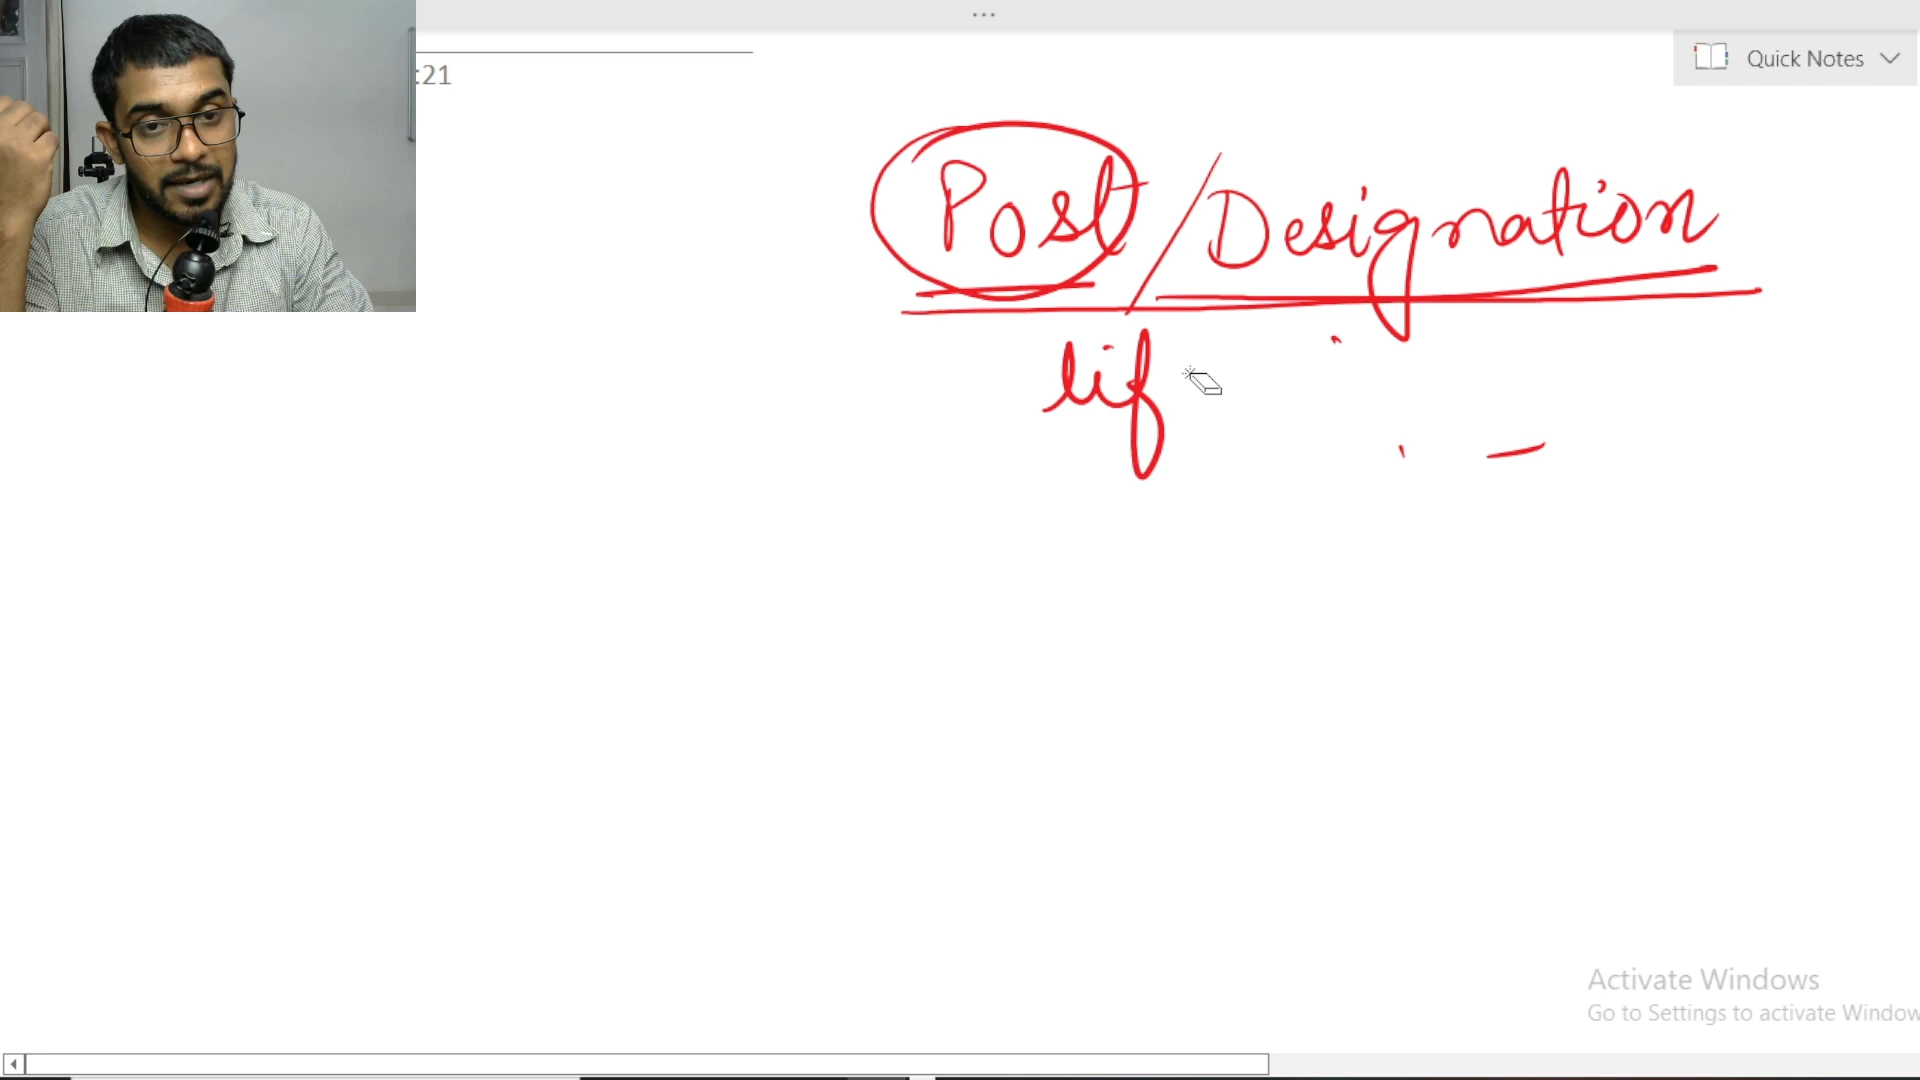 ...
Quick Notes
:21
Post/Designation
lif
Activate Windows
Go to Settings to activate Window